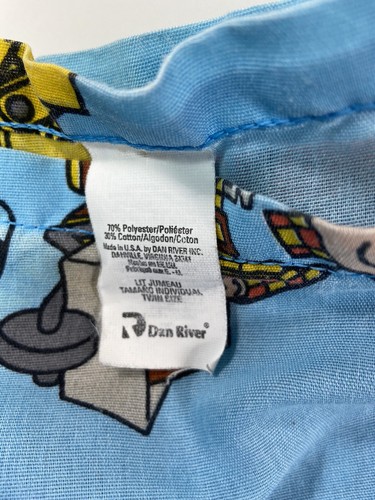 70% Polyester/Poliéster
30% Cotton/Algodon/Coton
Made in U.S.A. by DAN RIVER INC.
DANVILLE, VIRGINIA 24541
LIT JUMEAU
TAMAÑO INDIVIDUAL
TWIN SIZE
Dan River®